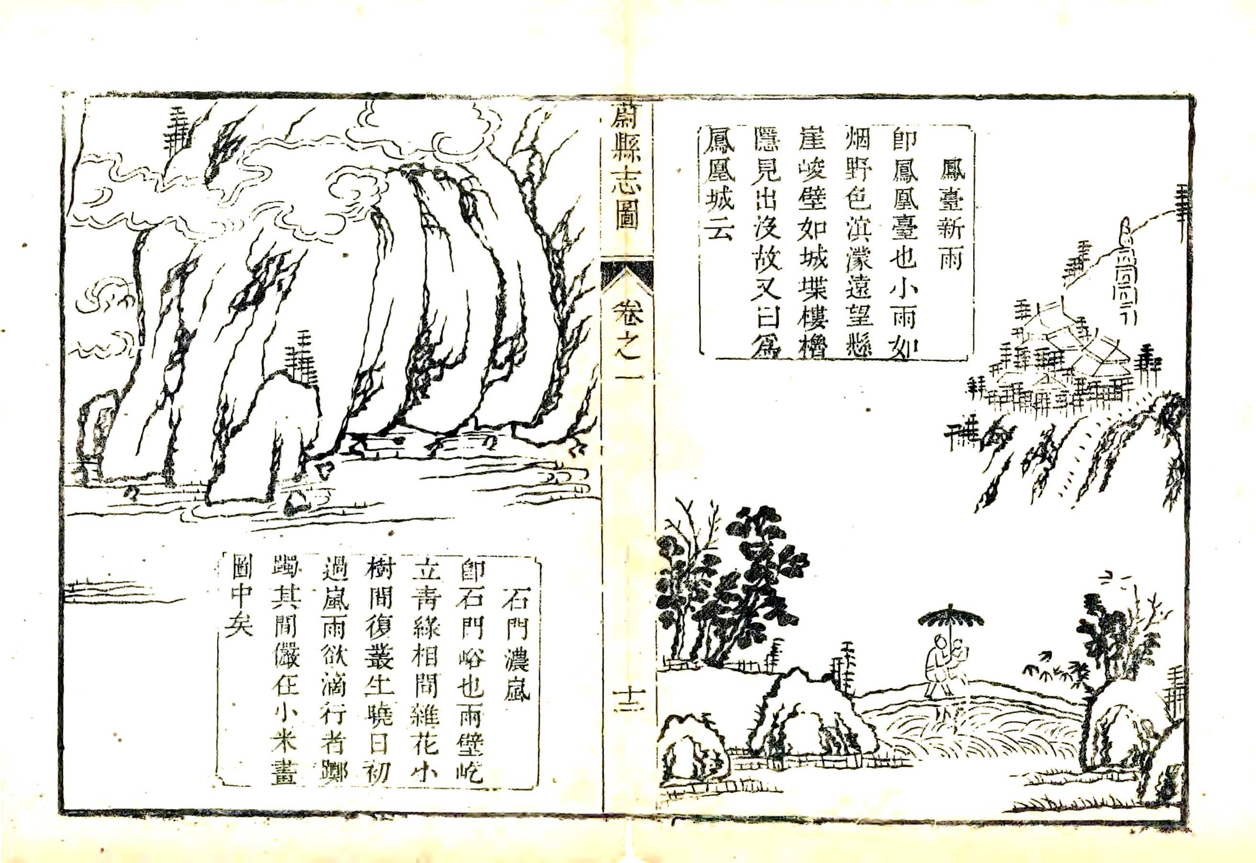 鳳臺新雨
卽鳳凰臺也小雨如
烟野色滨濛遠望懸
崖峻壁如城堞樓櫓
隱見出沒故又曰爲
鳳凰城云
蔚縣志圖
卷之一
十二
石門濃嵐
卽石門峪也兩壁屹
立靑綠相間雜花小
樹間復叢生曉日初
過嵐雨欲滴行者躑
躅其間儼在小米畫
圖中矣